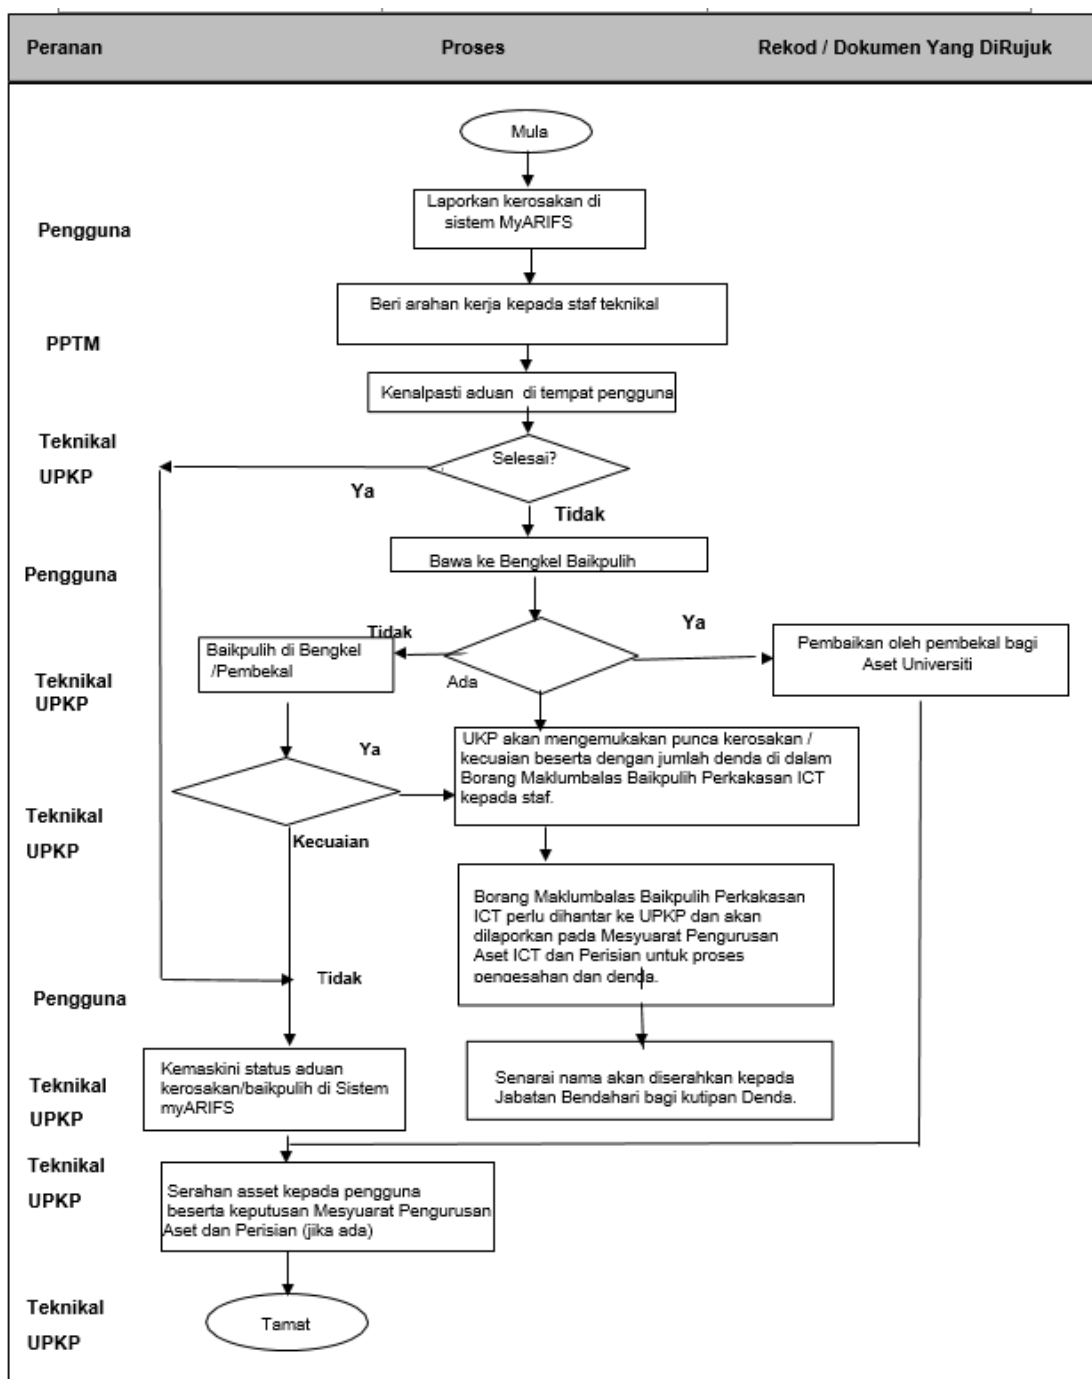 Peranan Proses Rekod / Dokumen Yang DiRujuk
Mula
Pengguna
Laporkan kerosakan di
sistem MyARIFS
Beri arahan kerja kepada staf teknikal
PPTM
Kenalpasti aduan di tempat pengguna
Teknikal
UPKP
Selesai?
Ya
Tidak
Pengguna
Bawa ke Bengkel Baikpulih
Tidak
Ya
Baikpulih di Bengkel
/Pembekal
Ada
Pembaikan oleh pembekal bagi
Aset Universiti
Teknikal
UPKP
Ya
UKP akan mengemukakan punca kerosakan /
kecuaian beserta dengan jumlah denda di dalam
Borang Maklumbalas Baikpulih Perkakasan ICT
kepada staf.
Teknikal
UPKP
Kecuaian
Borang Maklumbalas Baikpulih Perkakasan
ICT perlu dihantar ke UPKP dan akan
dilaporkan pada Mesyuarat Pengurusan
Aset ICT dan Perisian untuk proses
pengesahan dan denda.
Tidak
Pengguna
Kemaskini status aduan
kerosakan/baikpulih di Sistem
myARIFS
Senarai nama akan diserahkan kepada
Jabatan Bendahari bagi kutipan Denda.
Teknikal
UPKP
Teknikal
UPKP
Serahan asset kepada pengguna
beserta keputusan Mesyuarat Pengurusan
Aset dan Perisian (jika ada)
Teknikal
UPKP
Tamat